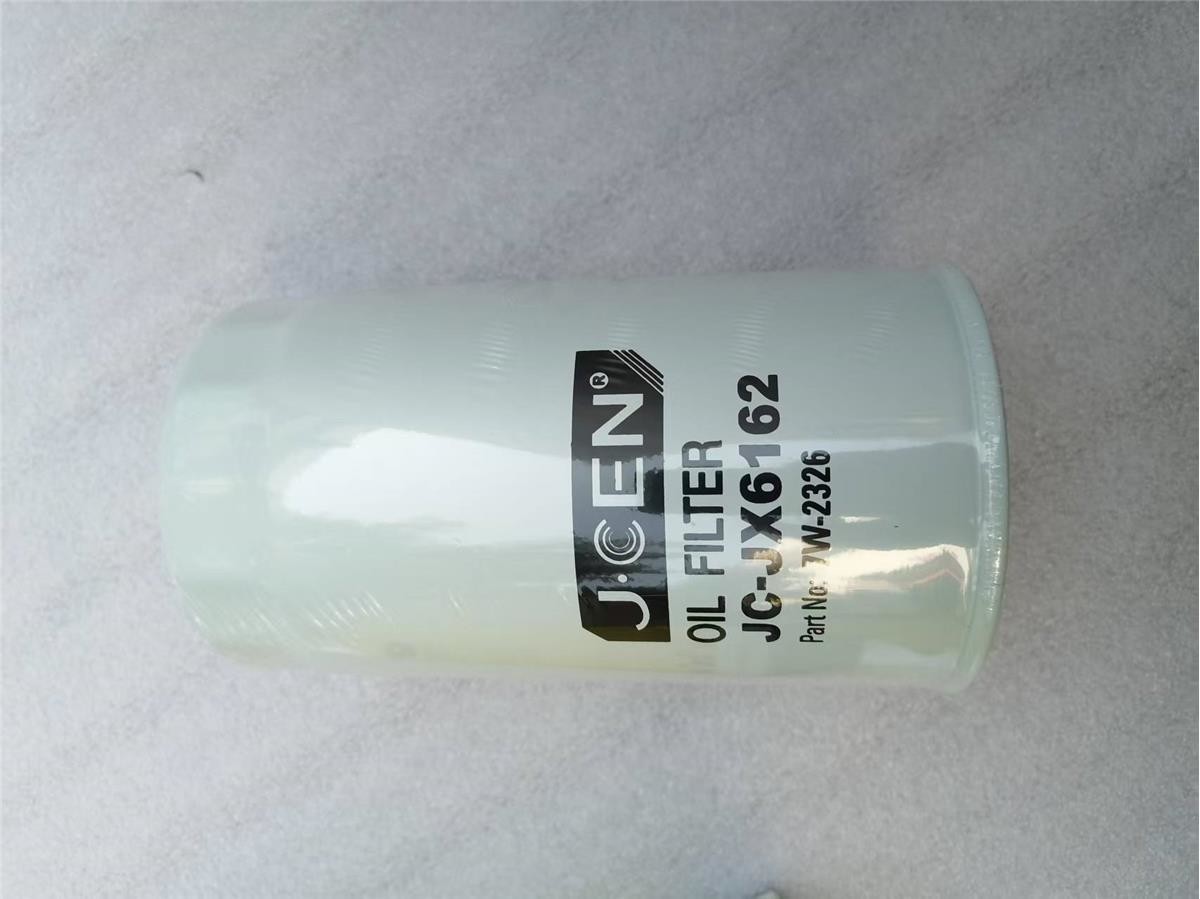 J·CEN®
OIL FILTER
JC-JX6162
Part No: 7W-2326